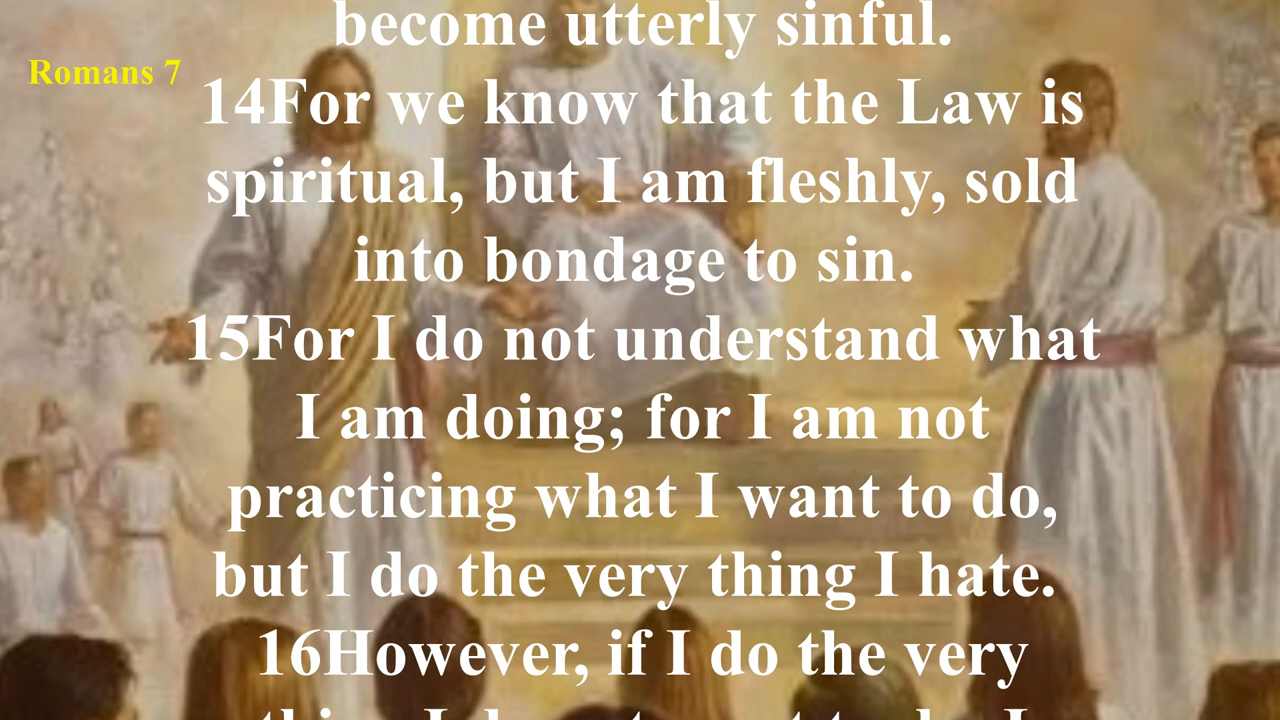 become utterly sinful.
Romans 7
14For we know that the Law is
spiritual, but I am fleshly, sold
into bondage to sin.
15For I do not understand what
I am doing; for I am not
practicing what I want to do,
but I do the very thing I hate.
16However, if I do the very